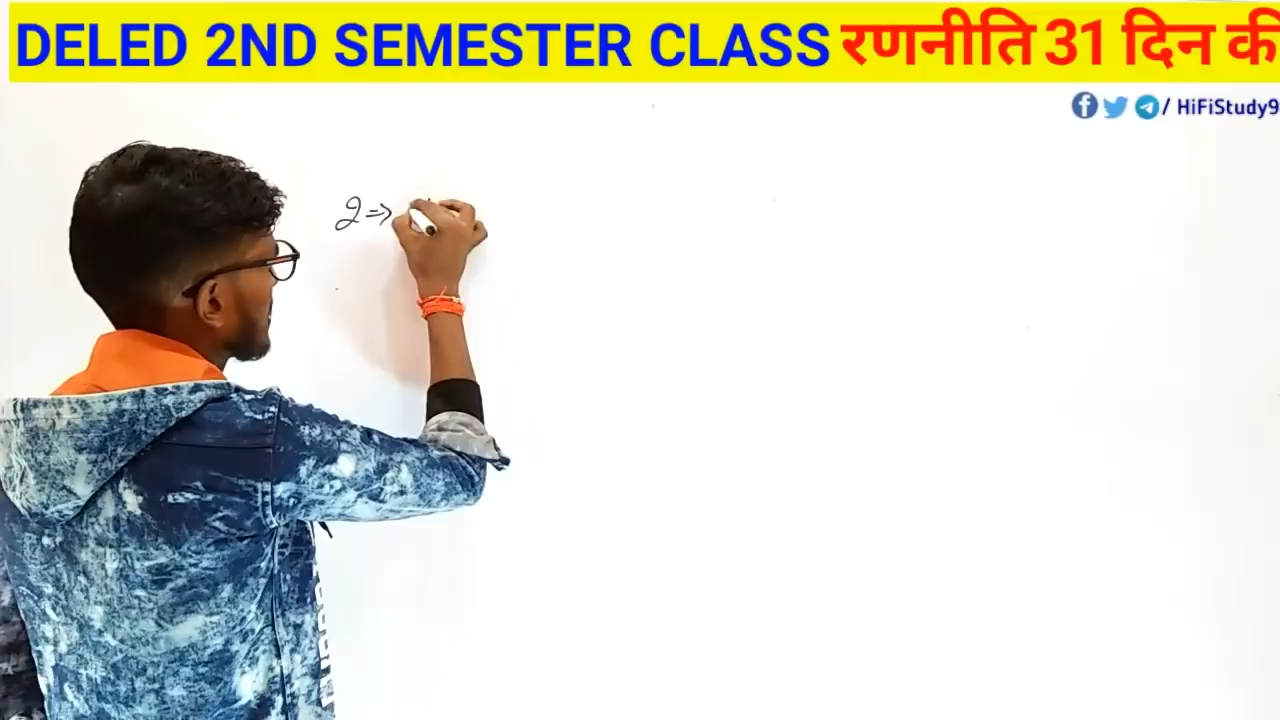 DELED 2ND SEMESTER CLASS रणनीति 31 दिन की
/ HiFiStudy9
2 ⇒